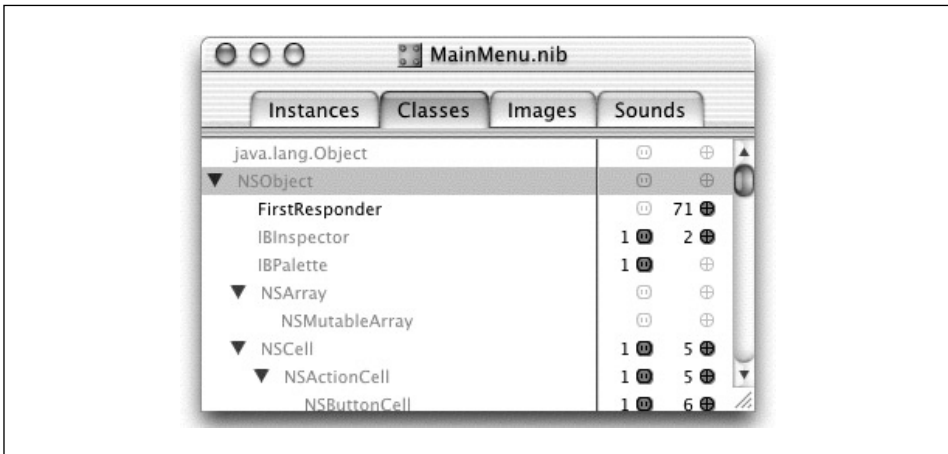 MainMenu.nib
Instances Classes Images Sounds
java.lang.Object
NSObject
FirstResponder 71
IBInspector 1 2
IBPalette 1
NSArray
NSMutableArray
NSCell 1 5
NSActionCell 1 5
NSButtonCell 1 6